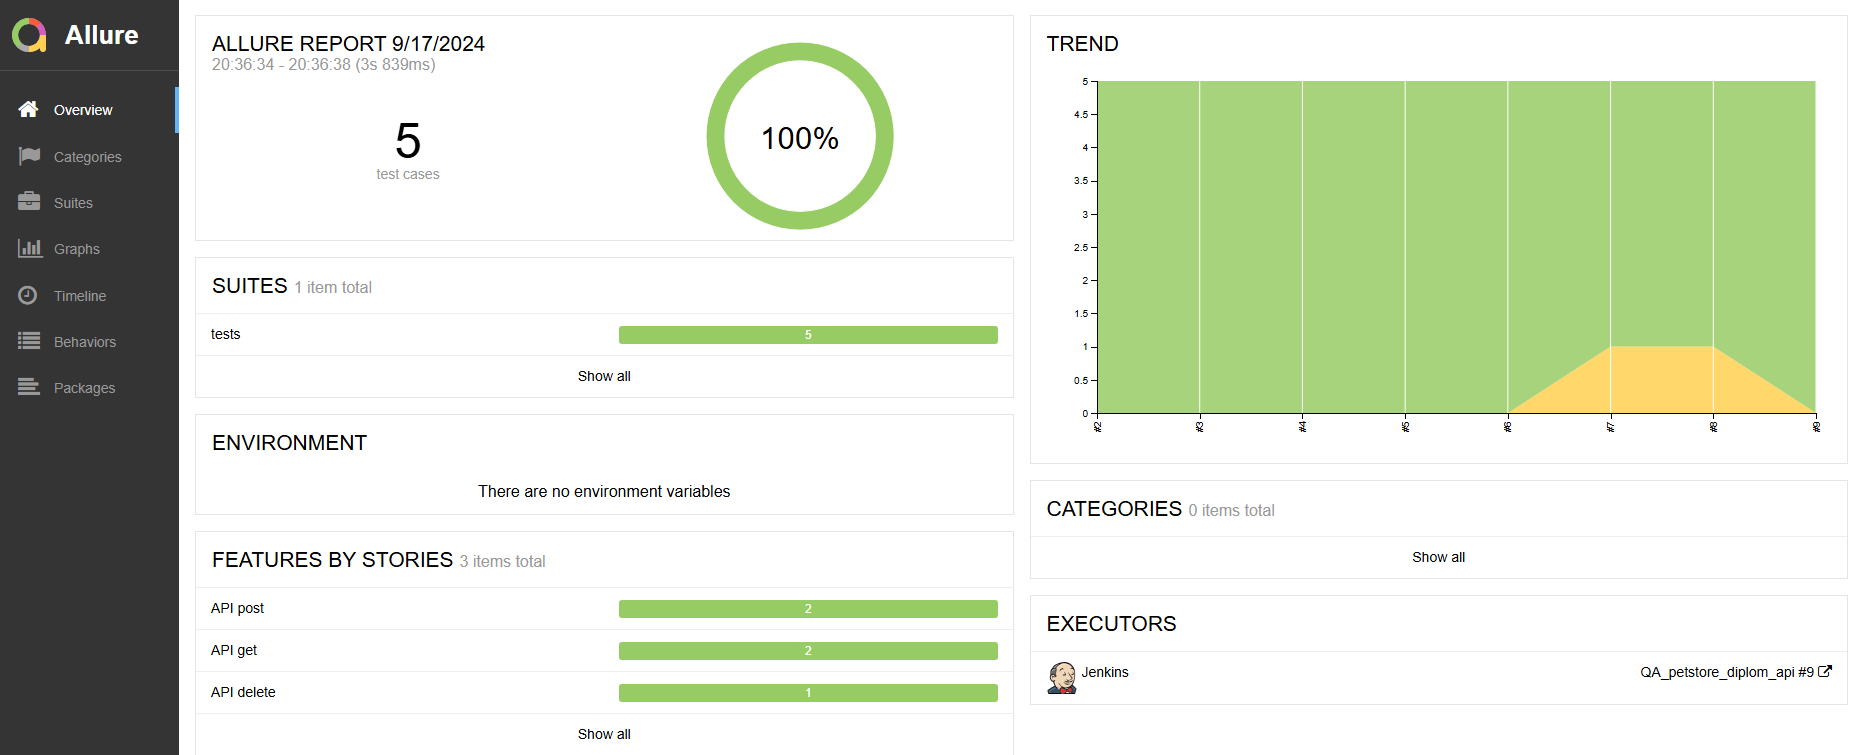 Allure
Overview
Categories
Suites
Graphs
Timeline
Behaviors
Packages
ALLURE REPORT 9/17/2024
20:36:34 - 20:36:38 (3s 839ms)
5
test cases
100%
SUITES 1 item total
tests 5
Show all
ENVIRONMENT
There are no environment variables
FEATURES BY STORIES 3 items total
API post 2
API get 2
API delete 1
Show all
TREND
5
4.5
4
3.5
3
2.5
2
1.5
1
0.5
0
#2 #3 #4 #5 #6 #7 #8 #9
CATEGORIES 0 items total
Show all
EXECUTORS
Jenkins QA_petstore_diplom_api #9